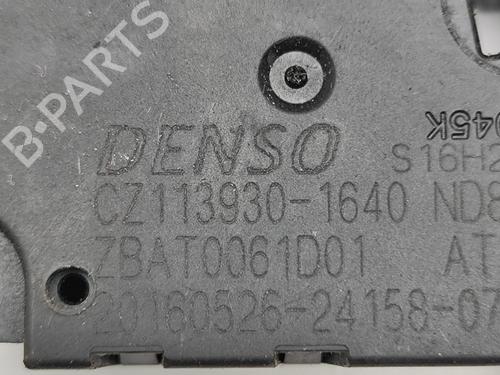 B-PARTS
045K
DENSO S16H2
CZ113930-1640 ND8
ZBAT0061D01 AT
20160526-24158-07